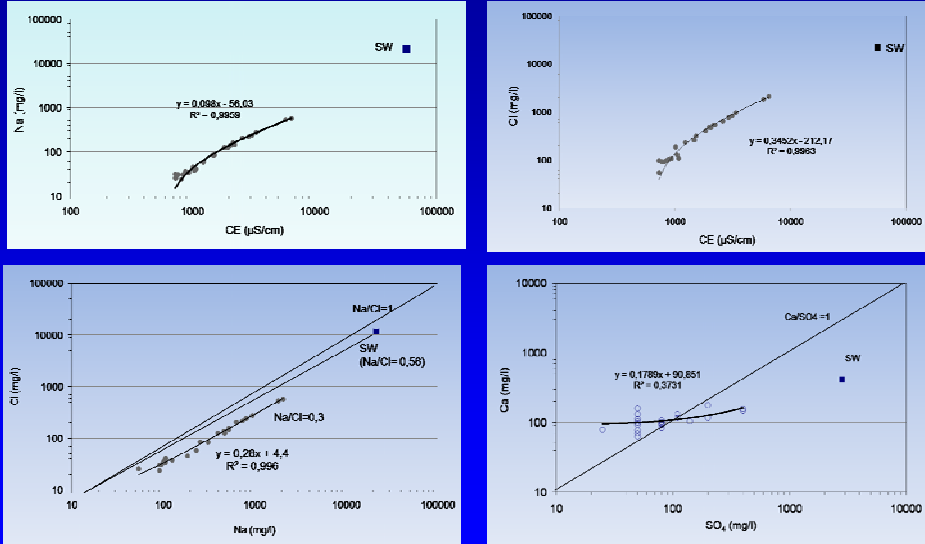 100000
SW
10000
Na (mg/l)
1000
y = 0,098x - 56,03
R² = 0,9959
100
10
100
1000
10000
100000
CE (µS/cm)
100000
SW
10000
Cl (mg/l)
1000
y = 0,3452x - 212,17
R² = 0,9963
100
10
100
1000
10000
100000
CE (µS/cm)
100000
Na/Cl=1
10000
SW
(Na/Cl= 0,56)
Cl (mg/l)
1000
Na/Cl=0,3
100
y = 0,28x + 4,4
R² = 0,996
10
10
100
1000
10000
100000
Na (mg/l)
10000
Ca/SO4 =1
1000
SW
y = 0,1789x + 90,851
R² = 0,3731
Ca (mg/l)
100
10
10
100
1000
10000
SO₄ (mg/l)